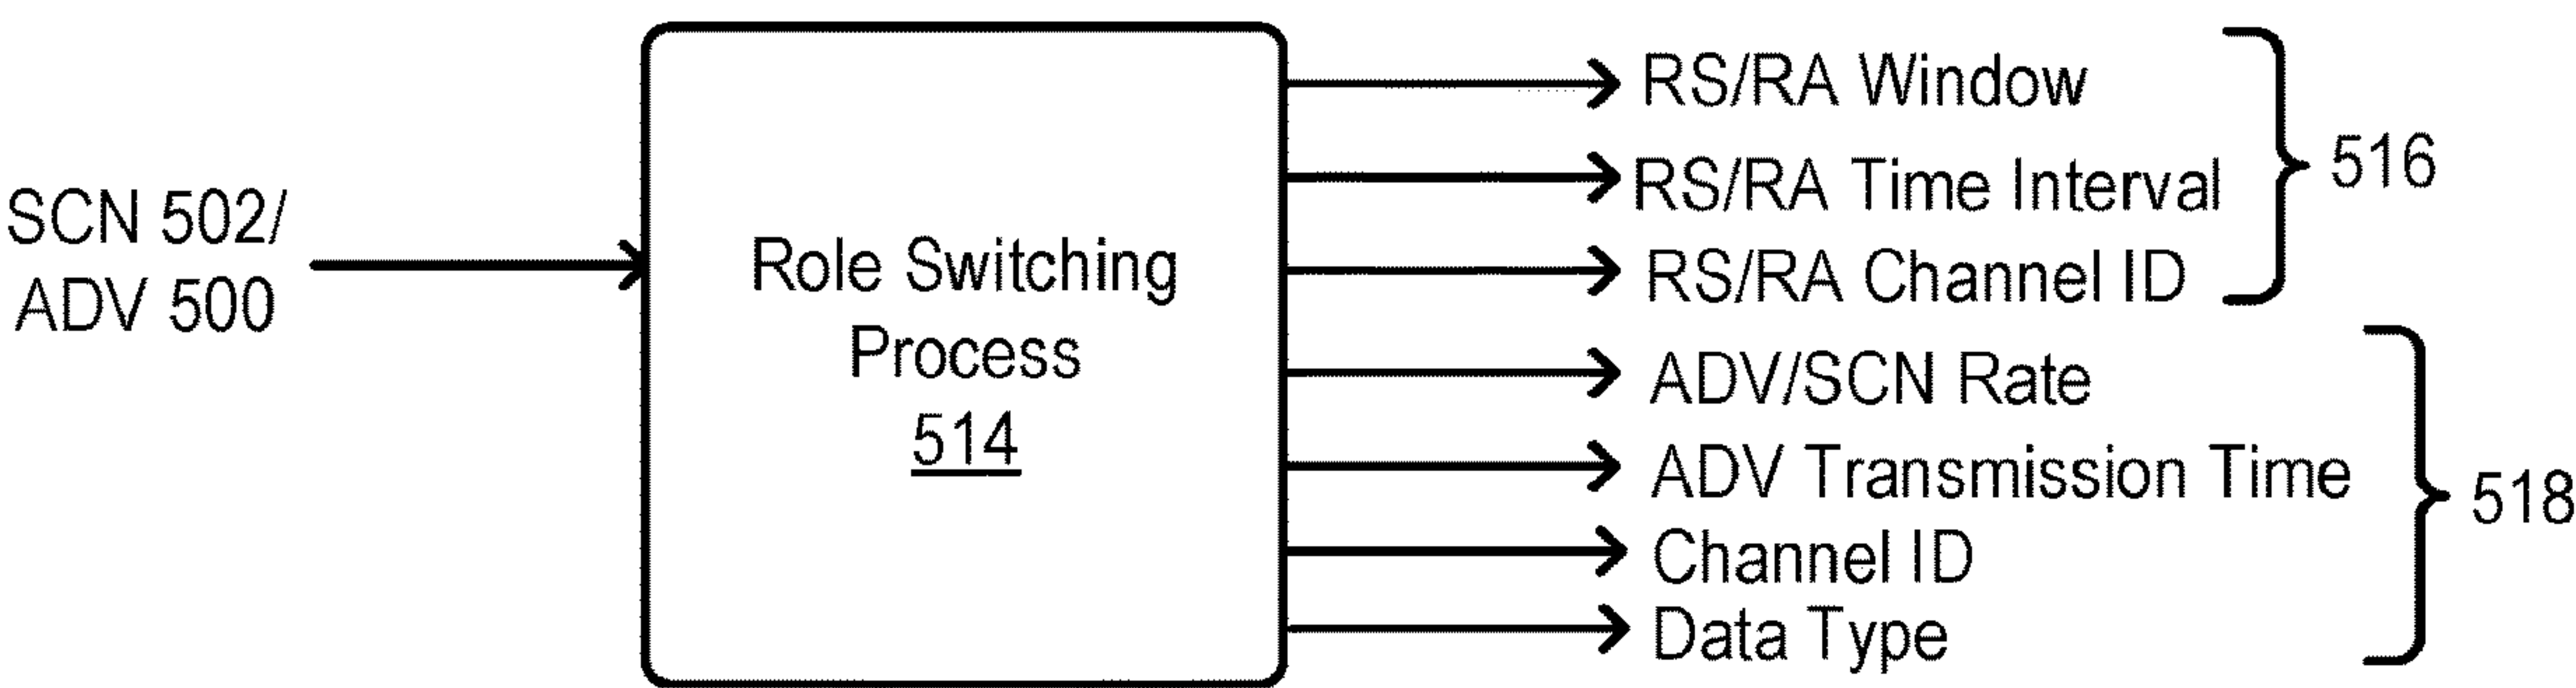 SCN 502/
ADV 500
Role Switching
Process
514
RS/RA Window
RS/RA Time Interval
RS/RA Channel ID
516
ADV/SCN Rate
ADV Transmission Time
Channel ID
Data Type
518